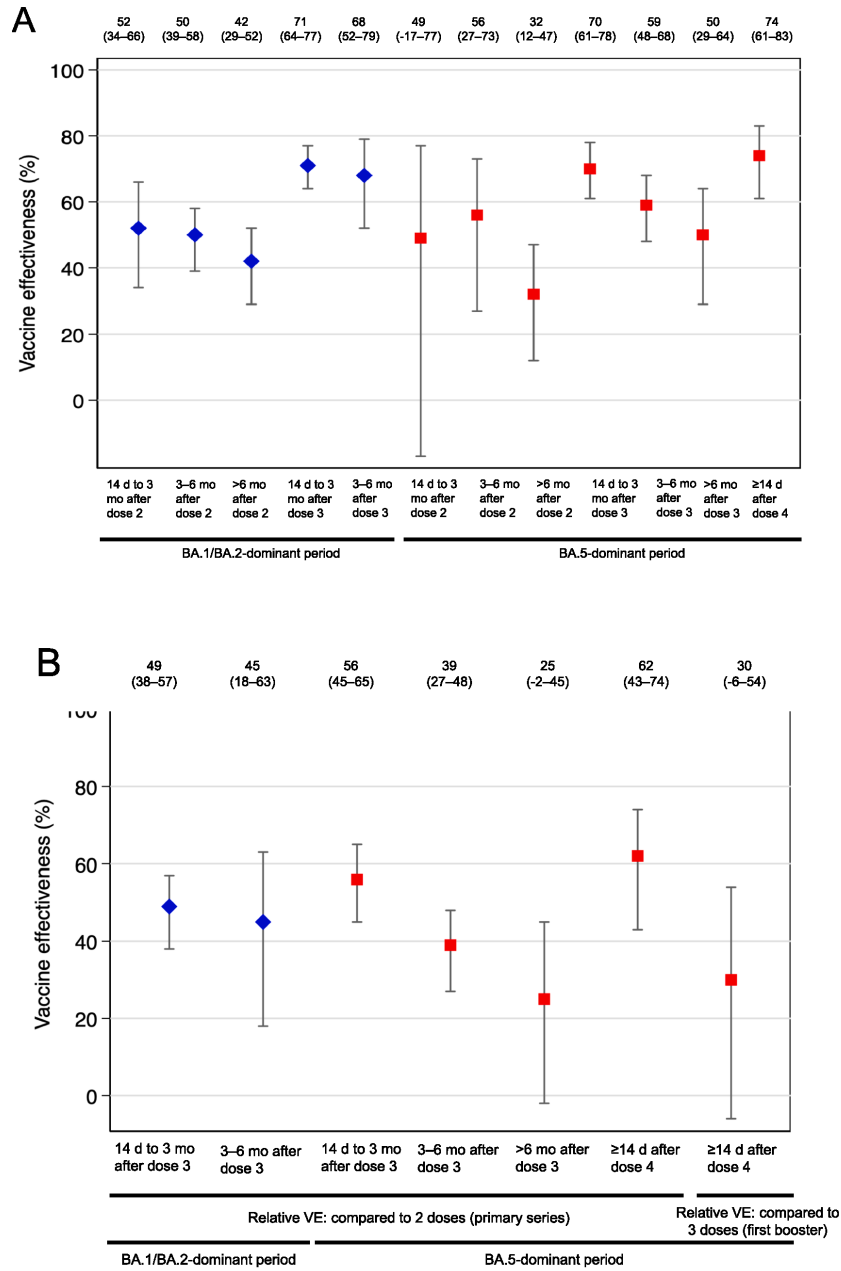 A
52 50 42 71 68 49 56 32 70 59 50 74
(34–66) (39–58) (29–52) (64–77) (52–79) (-17–77) (27–73) (12–47) (61–78) (48–68) (29–64) (61–83)
100
80
60
40
20
0
Vaccine effectiveness (%)
14 d to 3 3–6 mo >6 mo 14 d to 3 3–6 mo 14 d to 3 3–6 mo >6 mo 14 d to 3 3–6 mo >6 mo ≥14 d
mo after after after mo after after mo after after after mo after after after after
dose 2 dose 2 dose 2 dose 3 dose 3 dose 2 dose 2 dose 2 dose 3 dose 3 dose 3 dose 4
BA.1/BA.2-dominant period BA.5-dominant period
B
49 45 56 39 25 62 30
(38–57) (18–63) (45–65) (27–48) (-2–45) (43–74) (-6–54)
100
80
60
40
20
0
Vaccine effectiveness (%)
14 d to 3 mo 3–6 mo after 14 d to 3 mo 3–6 mo after >6 mo after ≥14 d after ≥14 d after
after dose 3 dose 3 after dose 3 dose 3 dose 3 dose 4 dose 4
Relative VE: compared to 2 doses (primary series) Relative VE: compared to
3 doses (first booster)
BA.1/BA.2-dominant period BA.5-dominant period